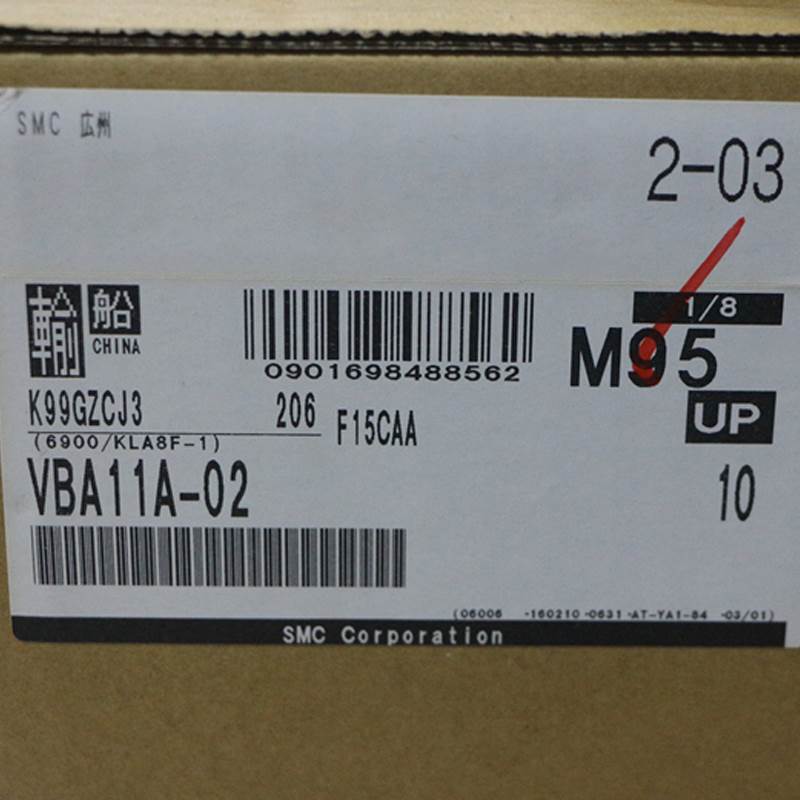 SMC 広州
2-03
輸 船
CHINA
0901698488562
1/8
M95
UP
K99GZCJ3 206 F15CAA
(6900/KLA8F-1)
VBA11A-02
10
(06006 -160210-0631-AT-YA1-84 -03/01)
SMC Corporation